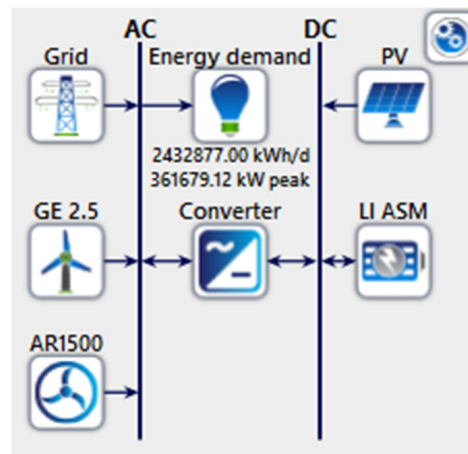 AC DC
Grid Energy demand PV
2432877.00 kWh/d
361679.12 kW peak
GE 2.5 Converter LI ASM
AR1500